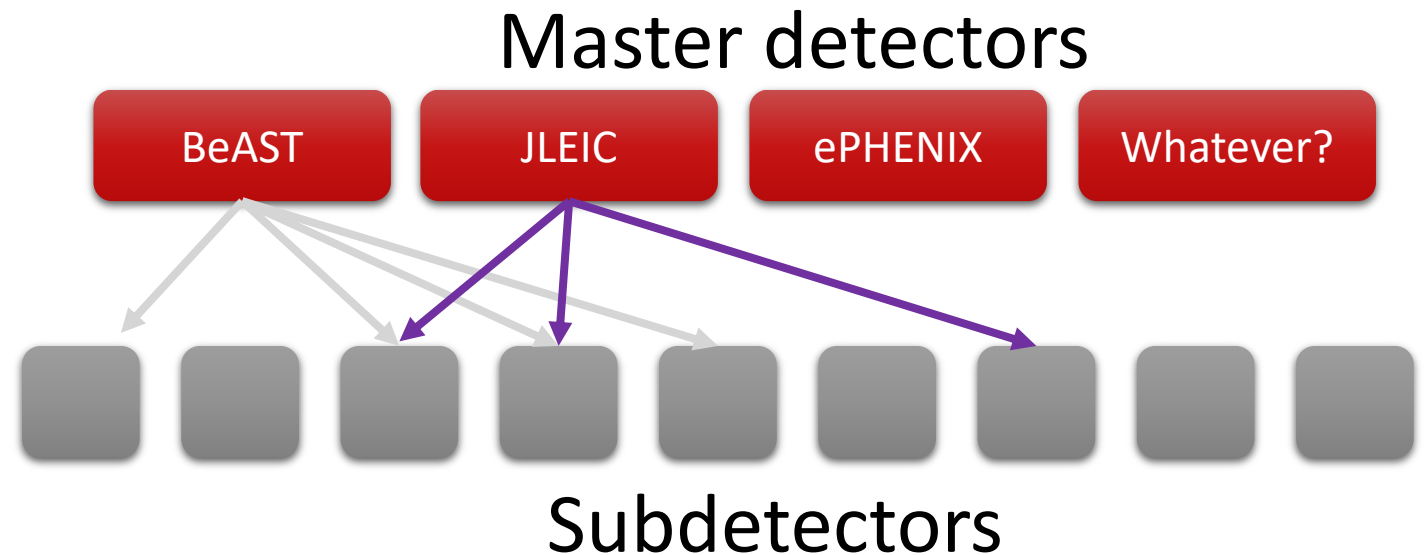 Master detectors
BeAST
JLEIC
ePHENIX
Whatever?
Subdetectors